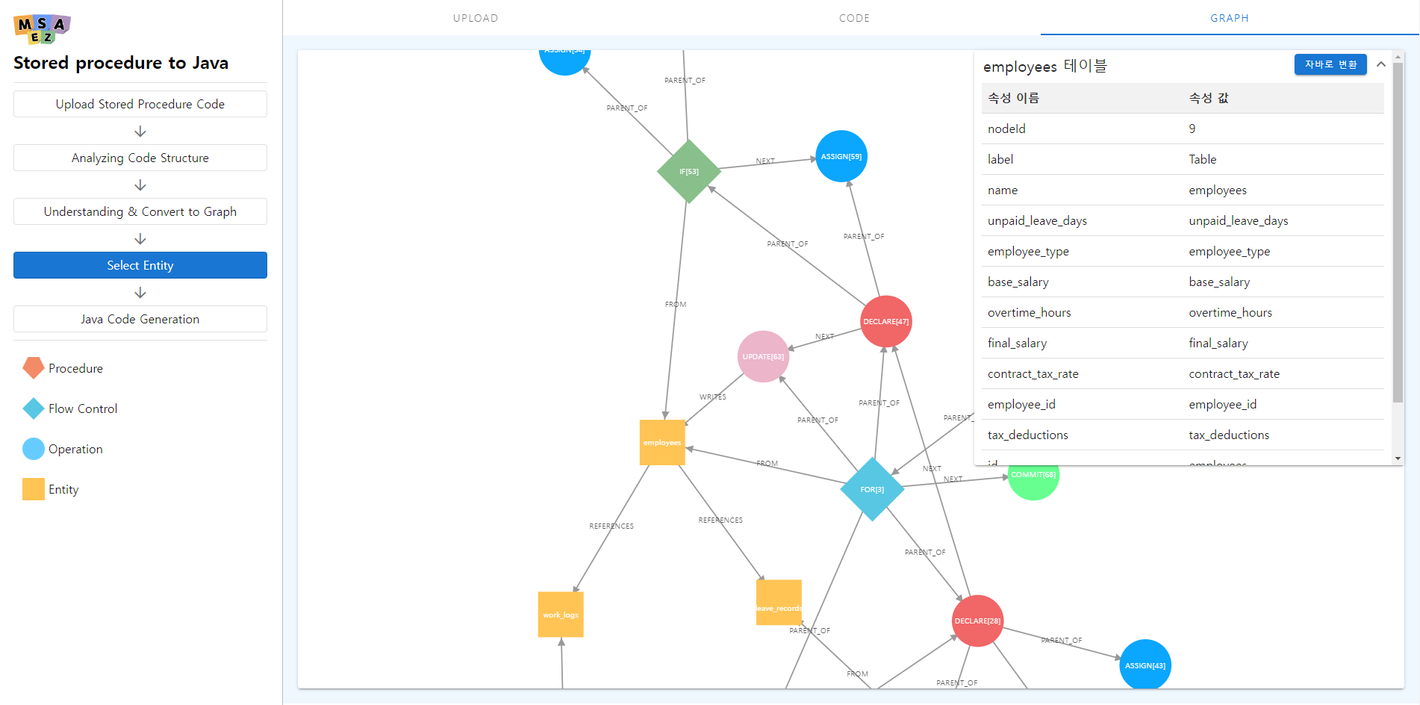 MSA
EZ
Stored procedure to Java
Upload Stored Procedure Code
Analyzing Code Structure
Understanding & Convert to Graph
Select Entity
Java Code Generation
Procedure
Flow Control
Operation
Entity
UPLOAD
CODE
GRAPH
PARENT_OF
PARENT_OF
IF[53]
NEXT
ASSIGN[59]
PARENT_OF
PARENT_OF
FROM
DECLARE[47]
NEXT
UPDATE[63]
WRITES
PARENT_OF
PARENT_OF
PARENT_
employees
FROM
NEXT
NEXT
FOR[3]
COMMIT[68]
REFERENCES
REFERENCES
PARENT_OF
work_logs
leave_records
PARENT_OF
DECLARE[28]
PARENT_OF
ASSIGN[43]
FROM
PARENT_OF
employees 테이블
자바로 변환
속성 이름 속성 값
nodeId 9
label Table
name employees
unpaid_leave_days unpaid_leave_days
employee_type employee_type
base_salary base_salary
overtime_hours overtime_hours
final_salary final_salary
contract_tax_rate contract_tax_rate
employee_id employee_id
tax_deductions tax_deductions
id employees